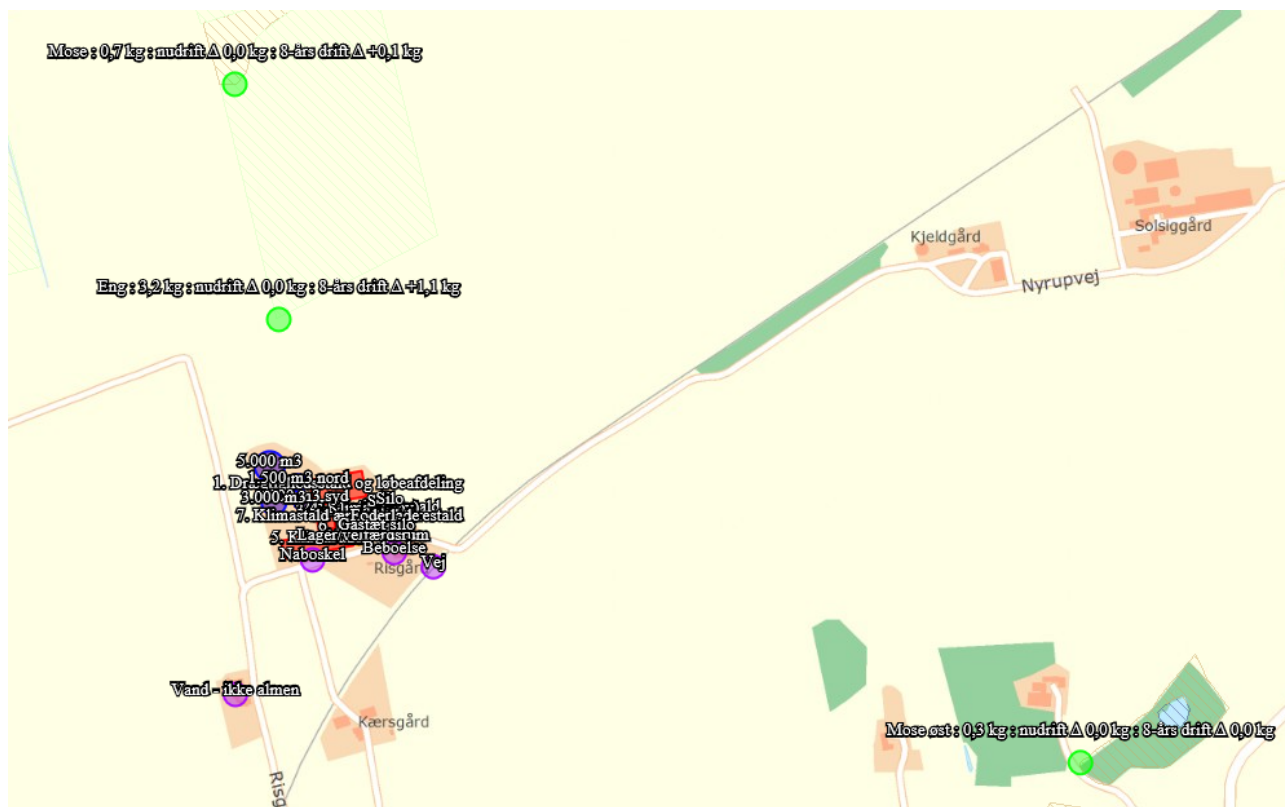 Mose : 0,7 kg : nudrift Δ 0,0 kg : 8-års drift Δ +0,1 kg
Solsiggård
Kjeldgård
Nyrupvej
Eng : 3,2 kg : nudrift Δ 0,0 kg : 8-års drift Δ +1,1 kg
5.000 m3
1.500 m3 nord
løbeafdeling
Silo
3.000 m3
syd
7. Klimastald
Foderlade
Gastæt silo
Lager/velfærdsrum
Beboelse
Naboskel
Vej
Risgård
Vand - ikke almen
Kærsgård
Mose øst : 0,3 kg : nudrift Δ 0,0 kg : 8-års drift Δ 0,0 kg
Risg